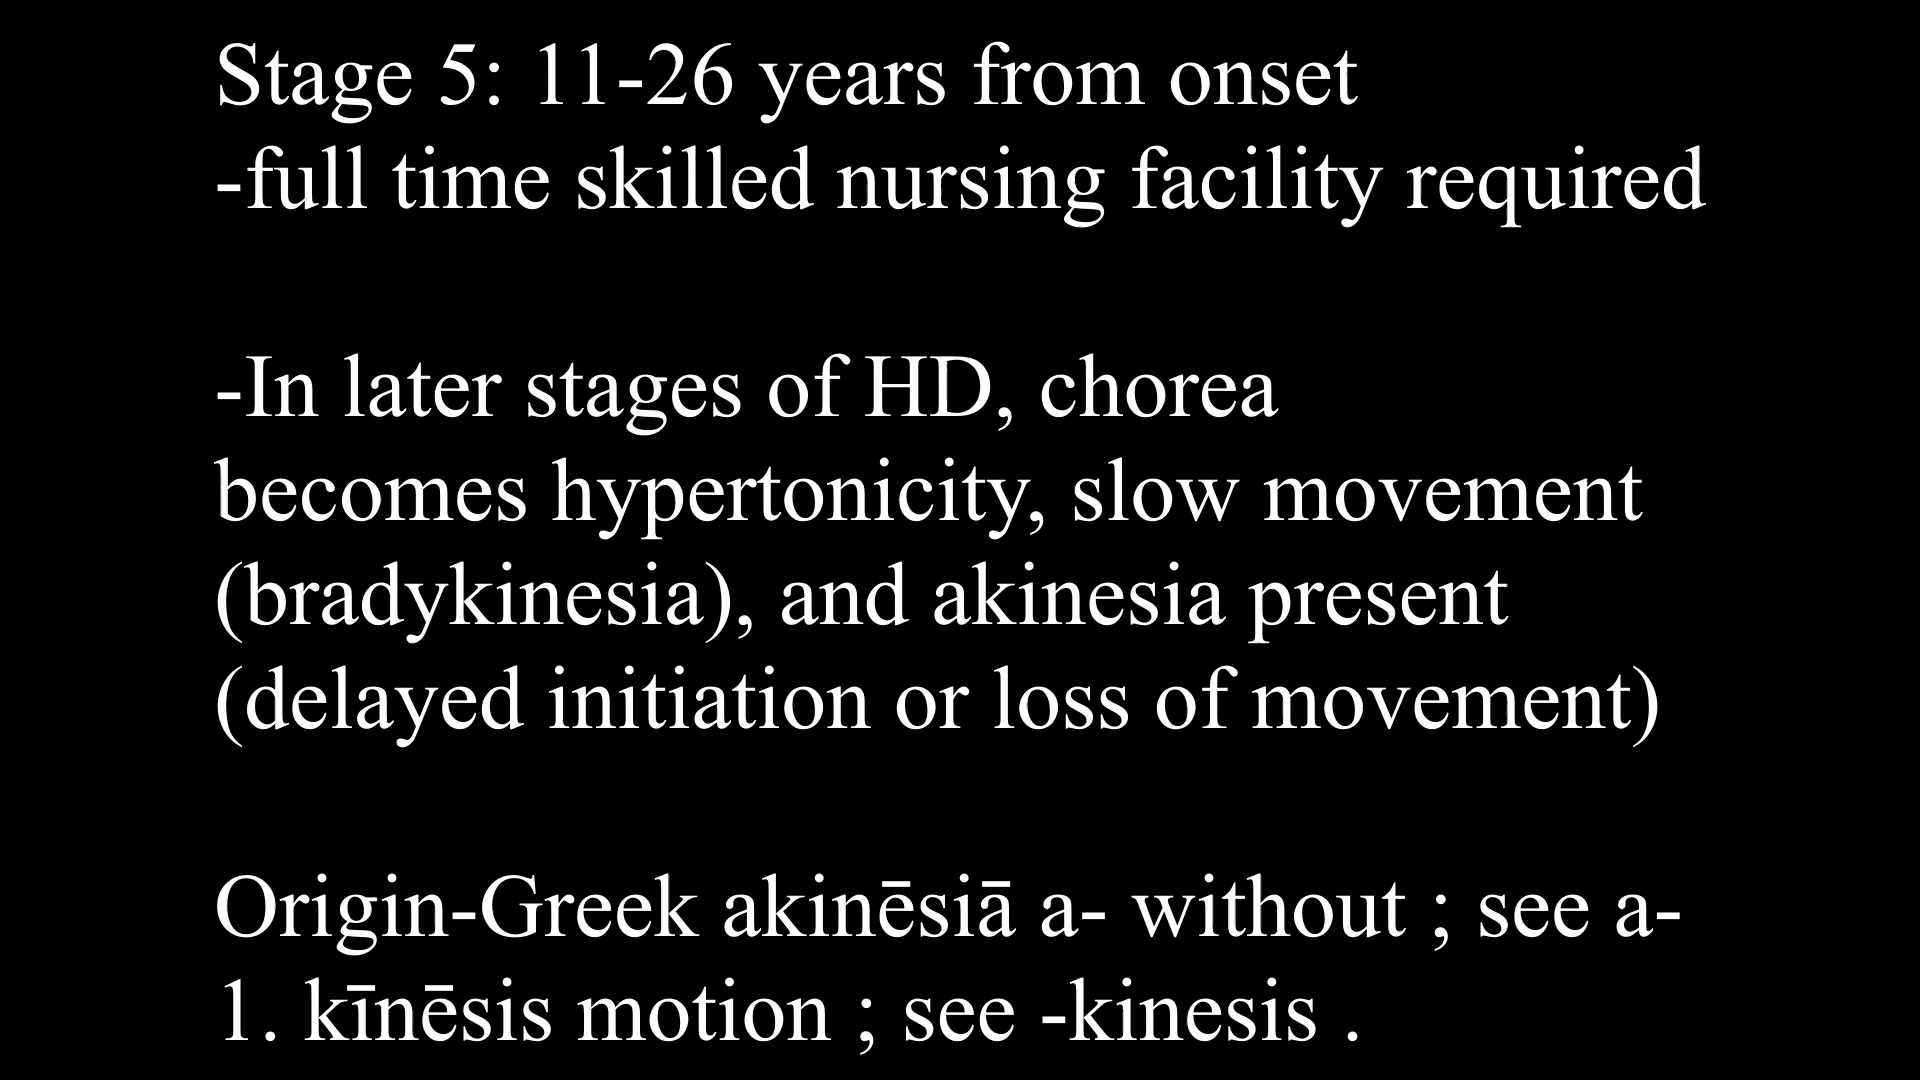 Stage 5: 11-26 years from onset
-full time skilled nursing facility required
-In later stages of HD, chorea
becomes hypertonicity, slow movement
(bradykinesia), and akinesia present
(delayed initiation or loss of movement)
Origin-Greek akinēsiā a- without ; see a-
1. kīnēsis motion ; see -kinesis .